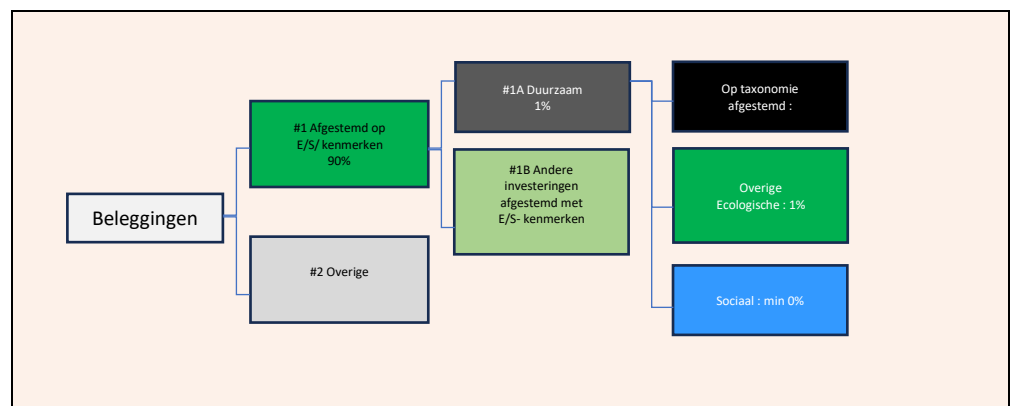 Beleggingen
#1 Afgestemd op
E/S/ kenmerken
90%
#2 Overige
#1A Duurzaam
1%
#1B Andere
investeringen
afgestemd met
E/S- kenmerken
Op taxonomie
afgestemd :
Overige
Ecologische : 1%
Sociaal : min 0%